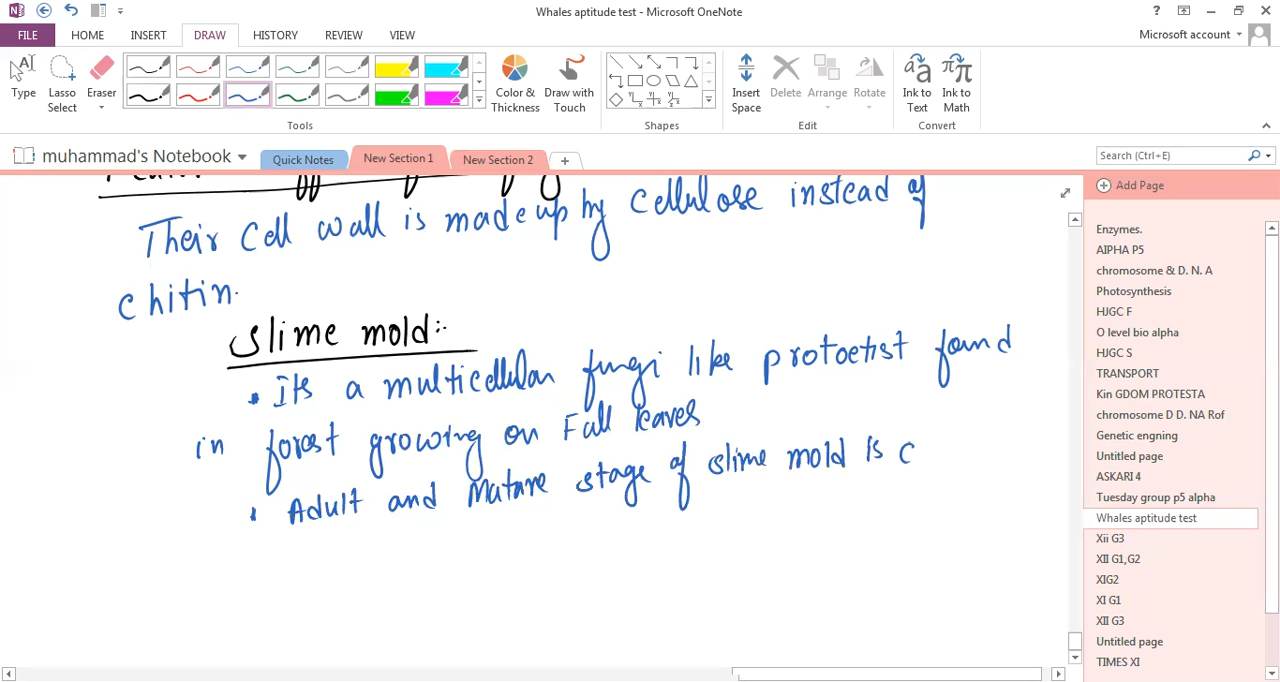 Whales aptitude test - Microsoft OneNote
FILE HOME INSERT DRAW HISTORY REVIEW VIEW
Microsoft account
Type
Lasso Select
Eraser
Color & Thickness
Draw with Touch
Insert Space
Delete
Arrange
Rotate
Ink to Text
Ink to Math
Tools
Shapes
Edit
Convert
muhammad's Notebook
Quick Notes
New Section 1
New Section 2
Search (Ctrl+E)
Their cell wall is made up by cellulose instead of
chitin.
Slime mold:-
• Its a multicellular fungi like protoctist found
in forest growing on Fall leaves
• Adult and Mature stage of slime mold is c
Add Page
Enzymes.
AlPHA P5
chromosome & D. N. A
Photosynthesis
HJGC F
O level bio alpha
HJGC S
TRANSPORT
Kin GDOM PROTESTA
chromosome D D. NA Rof
Genetic engning
Untitled page
ASKARI 4
Tuesday group p5 alpha
Whales aptitude test
Xii G3
XII G1,G2
XIG2
XI G1
XII G3
Untitled page
TIMES XI